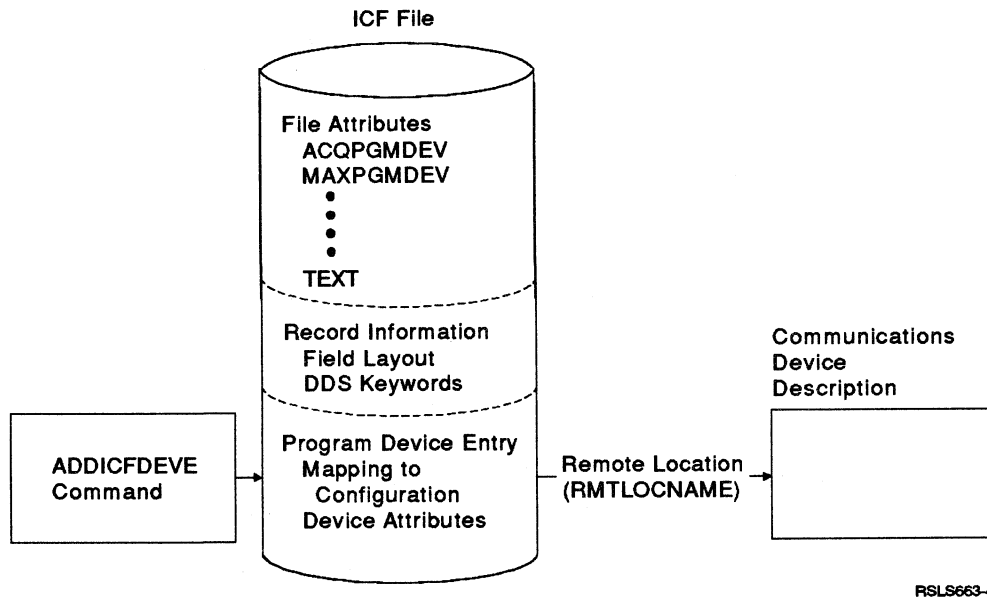 ICF File
File Attributes
ACQPGMDEV
MAXPGMDEV
TEXT
Record Information
Field Layout
DDS Keywords
Program Device Entry
Mapping to
Configuration
Device Attributes
ADDICFDEVE
Command
Remote Location
(RMTLOCNAME)
Communications
Device
Description